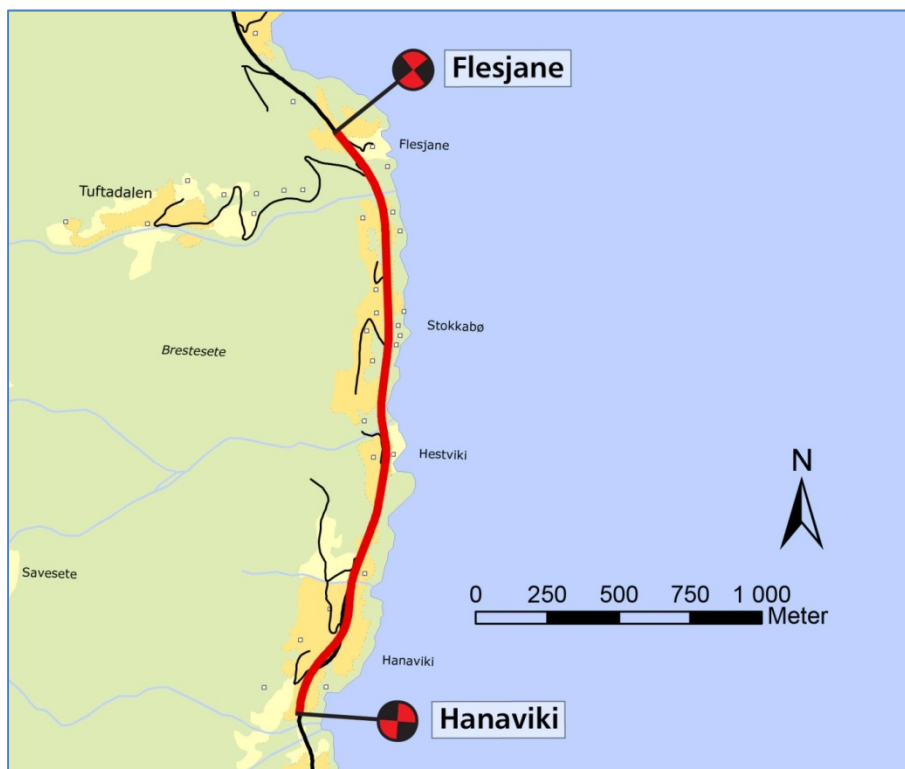 Flesjane
Flesjane
Tuftadalen
Stokkabø
Brestesete
Hestviki
N
Savesete
0 250 500 750 1 000
Meter
Hanaviki
Hanaviki